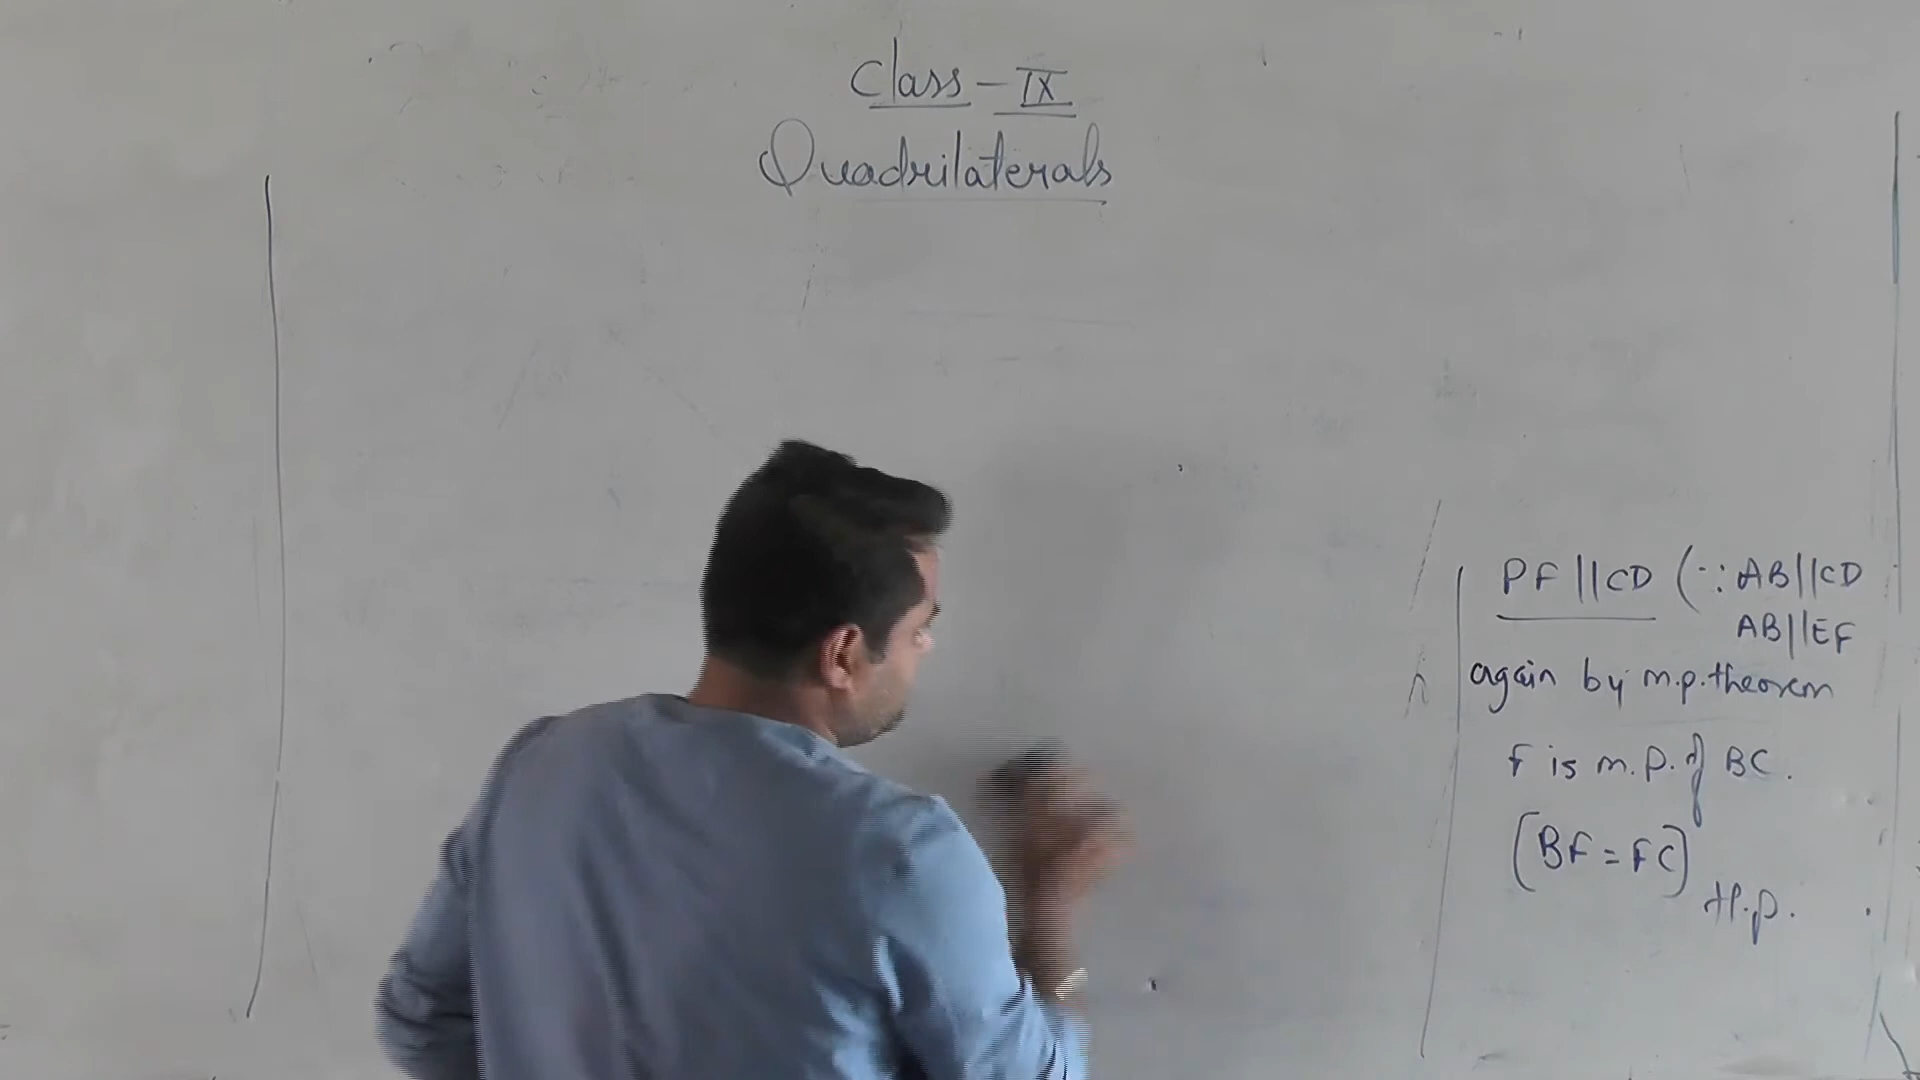 Class - IX
Quadrilaterals
PF || CD (∵ AB || CD
AB || EF
again by m.p. theorem
F is m.p. of BC.
(BF = FC)
H.p.